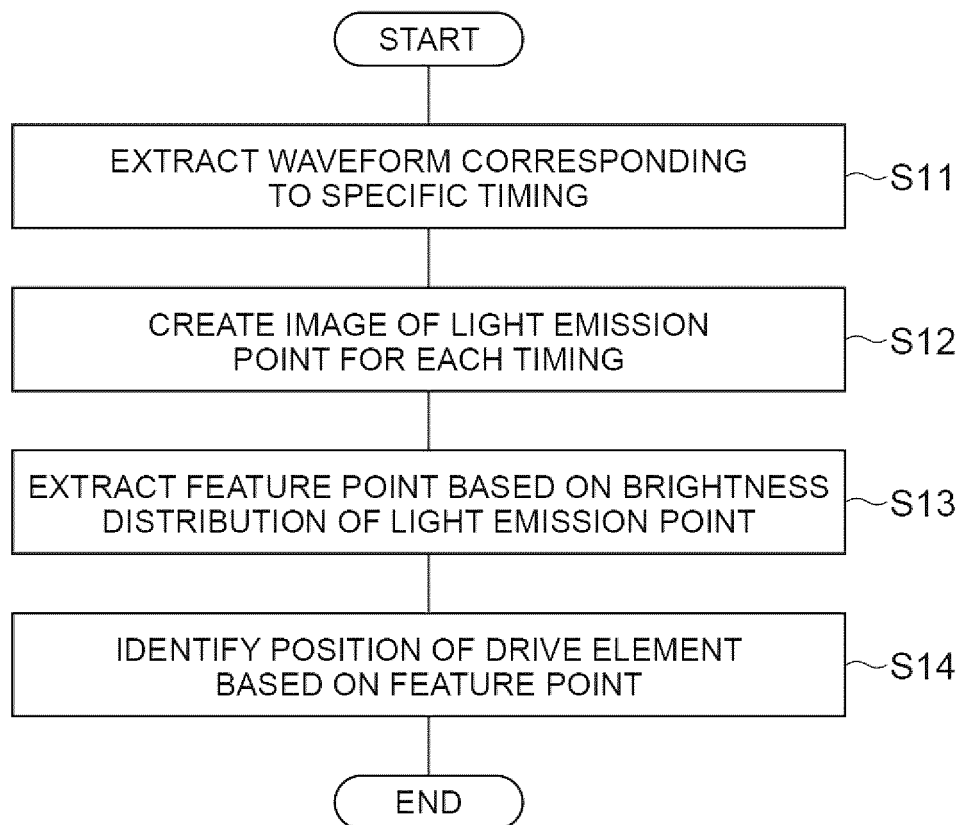 START
EXTRACT WAVEFORM CORRESPONDING
TO SPECIFIC TIMING
S11
CREATE IMAGE OF LIGHT EMISSION
POINT FOR EACH TIMING
S12
EXTRACT FEATURE POINT BASED ON BRIGHTNESS
DISTRIBUTION OF LIGHT EMISSION POINT
S13
IDENTIFY POSITION OF DRIVE ELEMENT
BASED ON FEATURE POINT
S14
END